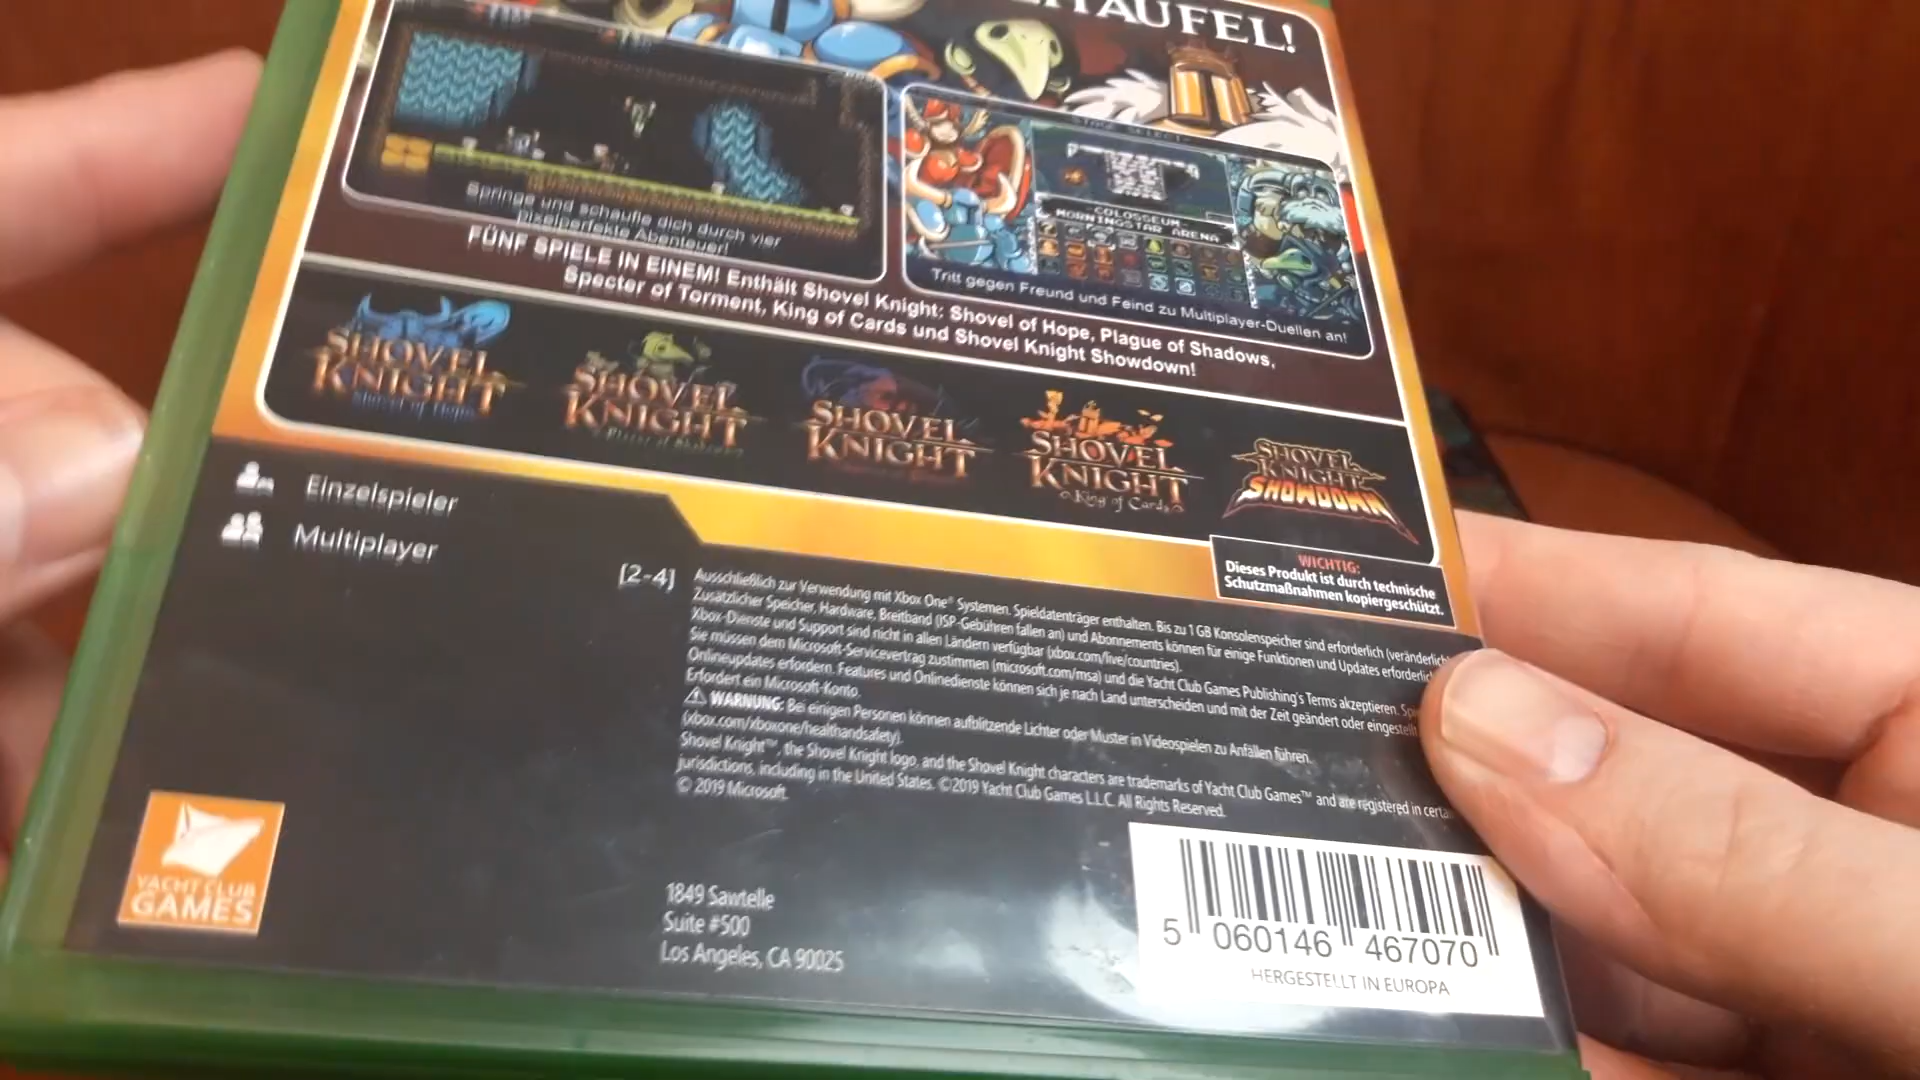 HAUFEL!
STAGE SELECT
COLOSSEUM
MORNINGSTAR ARENA
Springe und schaufle dich durch vier
pixelperfekte Abenteuer!
Tritt gegen Freund und Feind zu Multiplayer-Duellen an!
FÜNF SPIELE IN EINEM! Enthält Shovel Knight: Shovel of Hope, Plague of Shadows,
Specter of Torment, King of Cards und Shovel Knight Showdown!
SHOVEL
KNIGHT
Shovel of Hope
SHOVEL
KNIGHT
Plague of Shadows
SHOVEL
KNIGHT
SHOVEL
KNIGHT
King of Cards
SHOVEL
KNIGHT
SHOWDOWN
Einzelspieler
Multiplayer
[2-4]
WICHTIG:
Dieses Produkt ist durch technische
Schutzmaßnahmen kopiergeschützt.
Ausschließlich zur Verwendung mit Xbox One® Systemen. Spieldatenträger enthalten. Bis zu 1 GB Konsolenspeicher sind erforderlich (veränderlich
Zusätzlicher Speicher, Hardware, Breitband (ISP-Gebühren fallen an) und Abonnements können für einige Funktionen und Updates erforderlich
Xbox-Dienste und Support sind nicht in allen Ländern verfügbar (xbox.com/live/countries).
Sie müssen dem Microsoft-Servicevertrag zustimmen (microsoft.com/msa) und die Yacht Club Games Publishing's Terms akzeptieren.
Onlineupdates erfordern. Features und Onlinedienste können sich je nach Land unterscheiden und mit der Zeit geändert oder eingestellt
Erfordert ein Microsoft-Konto.
⚠ WARNUNG: Bei einigen Personen können aufblitzende Lichter oder Muster in Videospielen zu Anfällen führen.
(xbox.com/xboxone/healthandsafety).
Shovel Knight™, the Shovel Knight logo, and the Shovel Knight characters are trademarks of Yacht Club Games™ and are registered in certa
jurisdictions, including in the United States. ©2019 Yacht Club Games L.L.C. All Rights Reserved.
© 2019 Microsoft.
YACHT CLUB
GAMES
1849 Sawtelle
Suite #500
Los Angeles, CA 90025
5 060146 467070
HERGESTELLT IN EUROPA